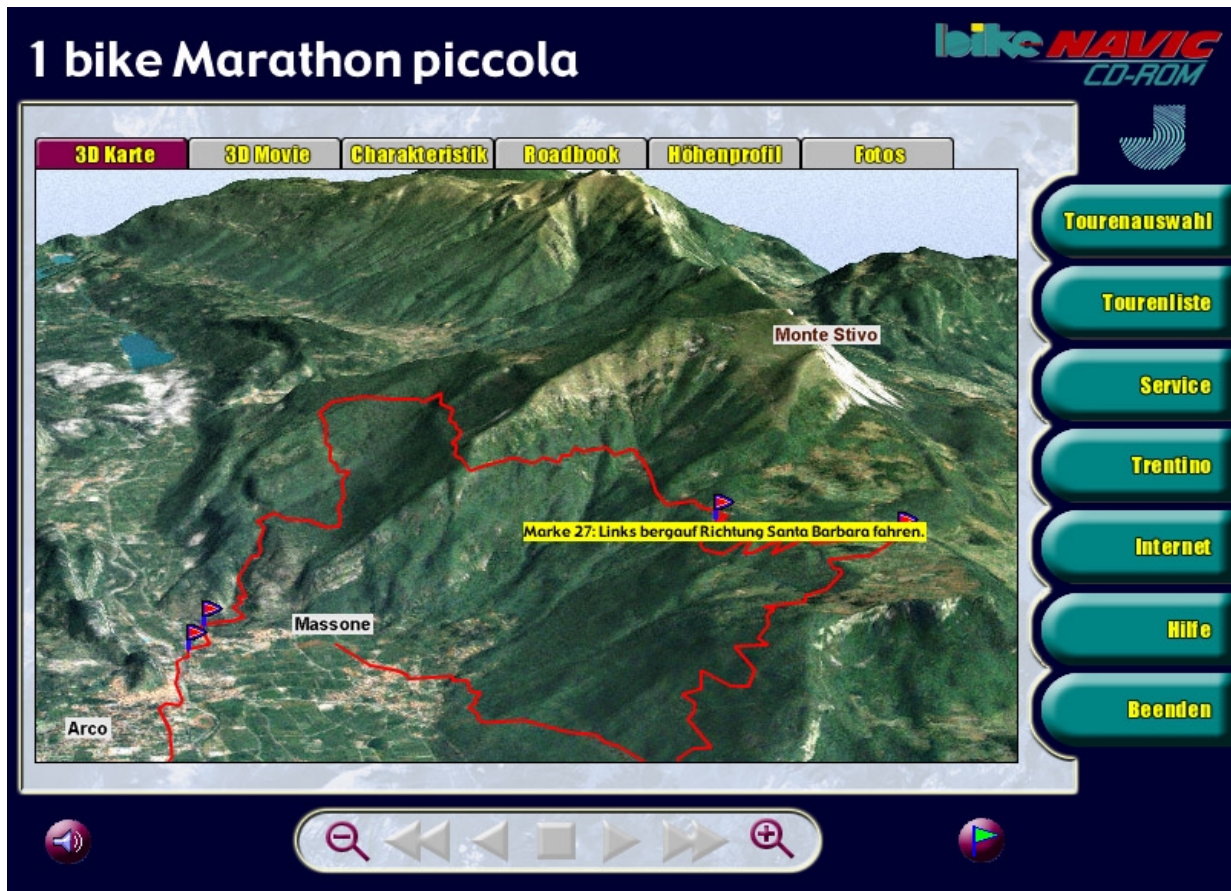 1 bike Marathon piccola
bike NAVIC
CD-ROM
3D Karte
3D Movie
Charakteristik
Roadbook
Höhenprofil
Fotos
Tourenauswahl
Tourenliste
Service
Trentino
Internet
Hilfe
Beenden
Monte Stivo
Marke 27: Links bergauf Richtung Santa Barbara fahren.
Massone
Arco